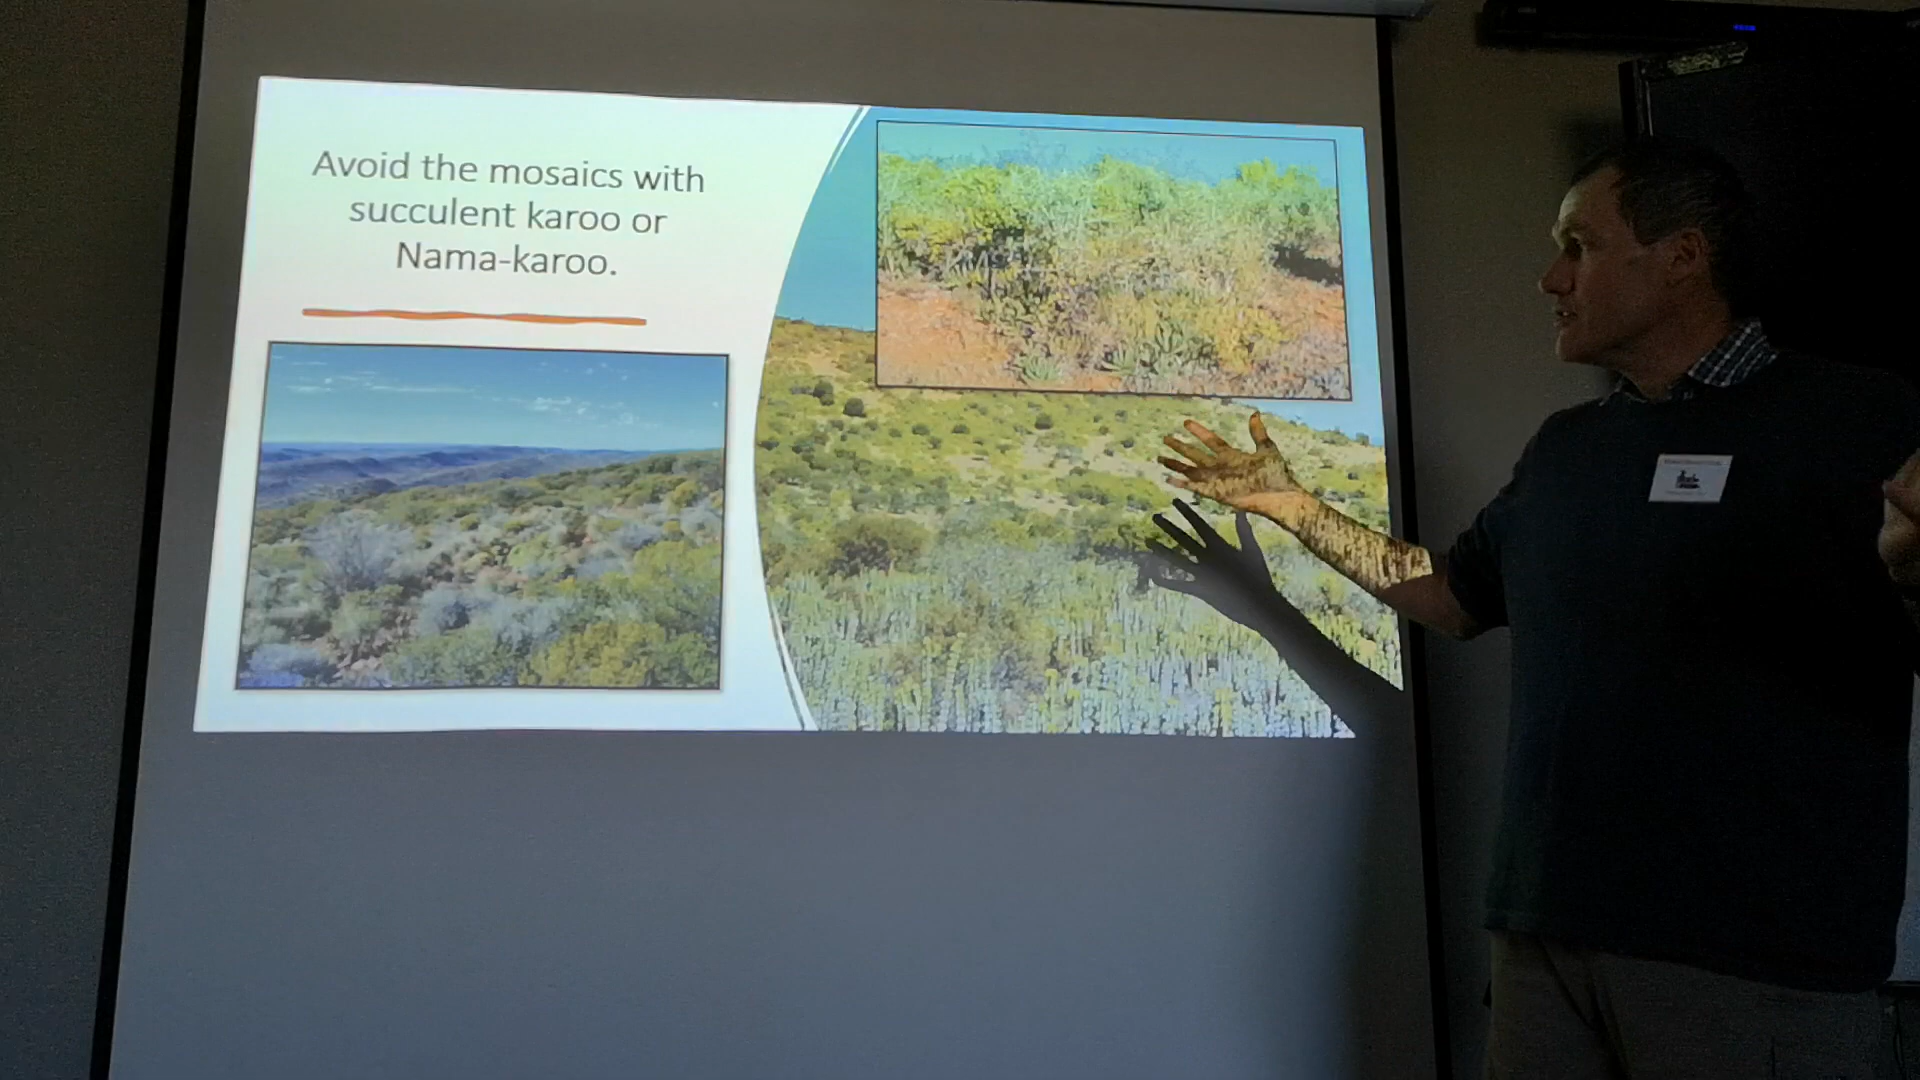 Avoid the mosaics with
succulent karoo or
Nama-karoo.